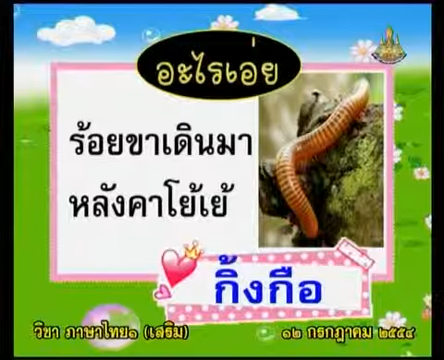 อะไรเอ่ย
ร้อยขาเดินมา
หลังคาโย้เย้
กิ้งกือ
วิชา ภาษาไทย๑ (เสริม)
๑๒ กรกฎาคม ๒๕๕๔